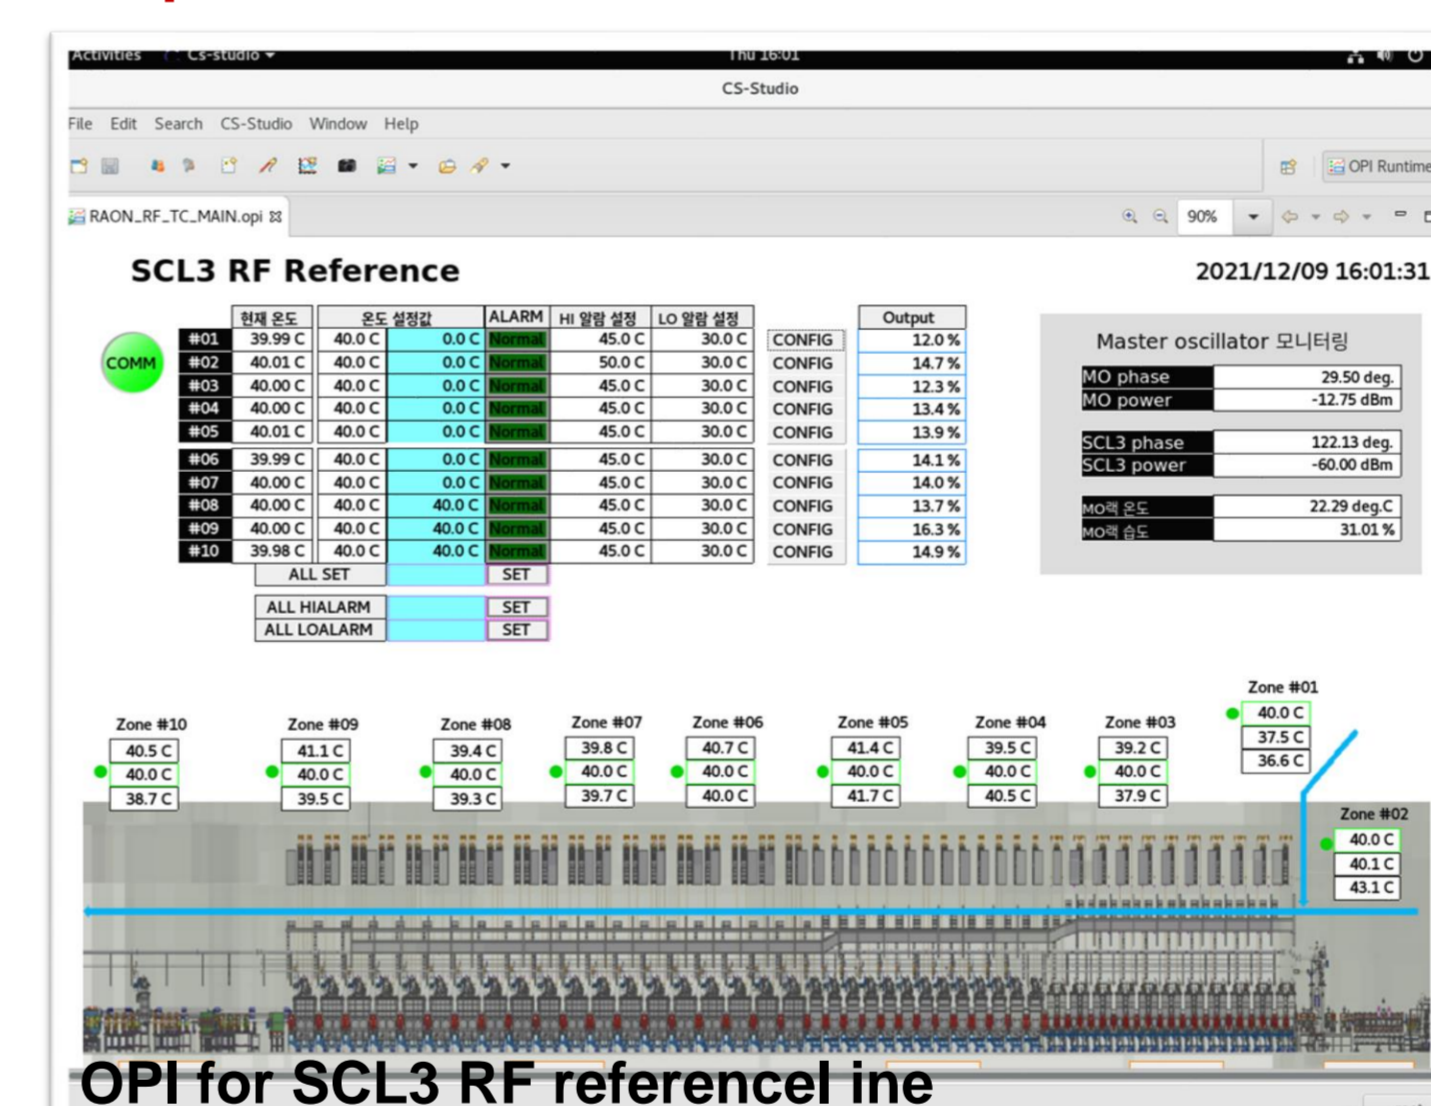 Activities Cs-studio Thu 16:01
CS-Studio
File Edit Search CS-Studio Window Help
OPI Runtime
RAON_RF_TC_MAIN.opi 90%
SCL3 RF Reference 2021/12/09 16:01:31
현재 온도 온도 설정값 ALARM HI 알람 설정 LO 알람 설정 Output
COMM
#01 39.99 C 40.0 C 0.0 C Normal 45.0 C 30.0 C CONFIG 12.0 %
#02 40.01 C 40.0 C 0.0 C Normal 50.0 C 30.0 C CONFIG 14.7 %
#03 40.00 C 40.0 C 0.0 C Normal 45.0 C 30.0 C CONFIG 12.3 %
#04 40.00 C 40.0 C 0.0 C Normal 45.0 C 30.0 C CONFIG 13.4 %
#05 40.01 C 40.0 C 0.0 C Normal 45.0 C 30.0 C CONFIG 13.9 %
#06 39.99 C 40.0 C 0.0 C Normal 45.0 C 30.0 C CONFIG 14.1 %
#07 40.00 C 40.0 C 0.0 C Normal 45.0 C 30.0 C CONFIG 14.0 %
#08 40.00 C 40.0 C 40.0 C Normal 45.0 C 30.0 C CONFIG 13.7 %
#09 40.00 C 40.0 C 40.0 C Normal 45.0 C 30.0 C CONFIG 16.3 %
#10 39.98 C 40.0 C 40.0 C Normal 45.0 C 30.0 C CONFIG 14.9 %
ALL SET SET
ALL HIALARM SET
ALL LOALARM SET
Master oscillator 모니터링
MO phase 29.50 deg.
MO power -12.75 dBm
SCL3 phase 122.13 deg.
SCL3 power -60.00 dBm
MO랙 온도 22.29 deg.C
MO랙 습도 31.01 %
Zone #01
40.0 C
37.5 C
36.6 C
Zone #10 Zone #09 Zone #08 Zone #07 Zone #06 Zone #05 Zone #04 Zone #03
40.5 C 41.1 C 39.4 C 39.8 C 40.7 C 41.4 C 39.5 C 39.2 C
40.0 C 40.0 C 40.0 C 40.0 C 40.0 C 40.0 C 40.0 C 40.0 C
38.7 C 39.5 C 39.3 C 39.7 C 40.0 C 41.7 C 40.5 C 37.9 C
Zone #02
40.0 C
40.1 C
43.1 C
OPI for SCL3 RF referencel ine